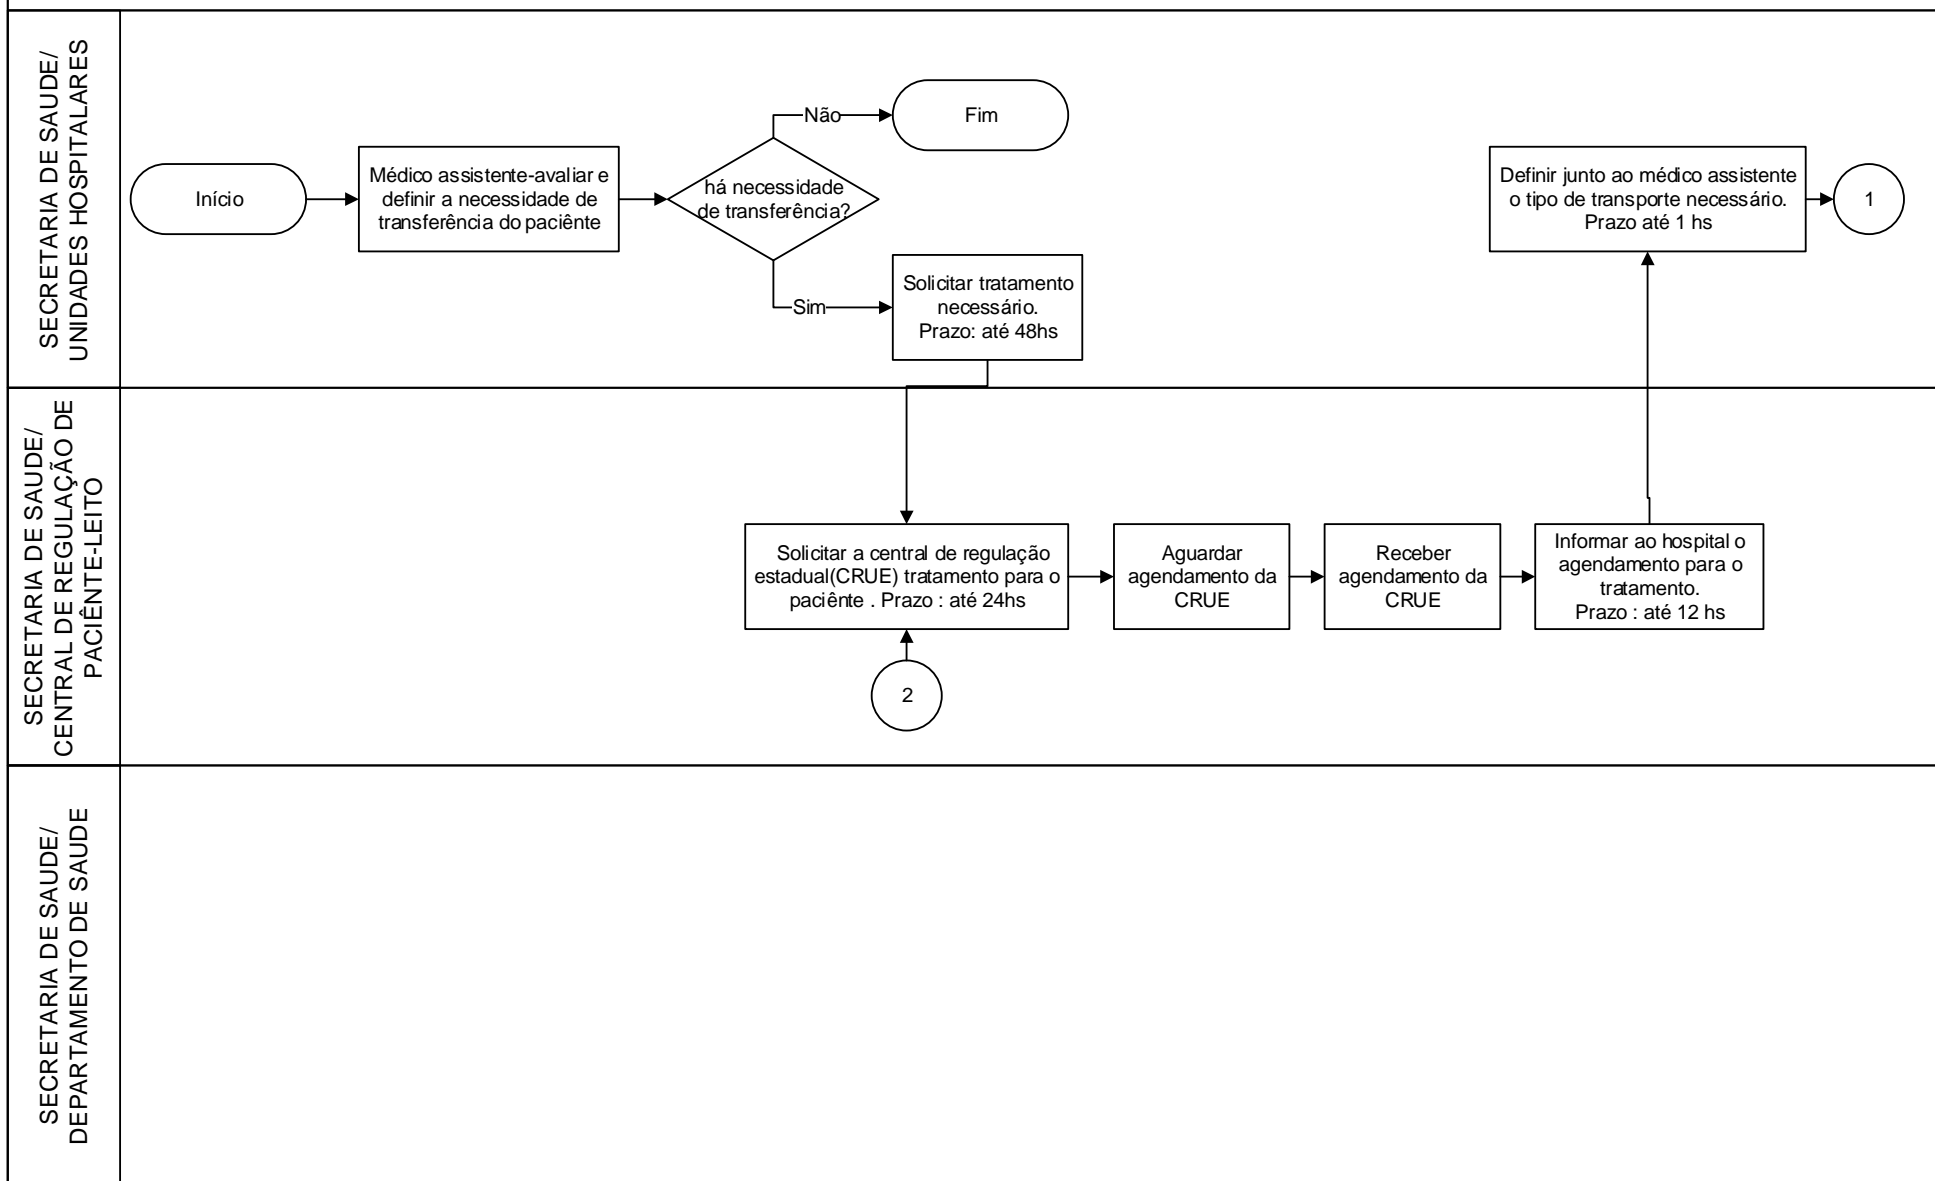 SECRETARIA DE SAUDE/
UNIDADES HOSPITALARES
Início
Médico assistente-avaliar e
definir a necessidade de
transferência do paciênte
há necessidade
de transferência?
Não
Fim
Sim
Solicitar tratamento
necessário.
Prazo: até 48hs
Definir junto ao médico assistente
o tipo de transporte necessário.
Prazo até 1 hs
1
SECRETARIA DE SAUDE/
CENTRAL DE REGULAÇÃO DE
PACIÊNTE-LEITO
Solicitar a central de regulação
estadual(CRUE) tratamento para o
paciênte . Prazo : até 24hs
Aguardar
agendamento da
CRUE
Receber
agendamento da
CRUE
Informar ao hospital o
agendamento para o
tratamento.
Prazo : até 12 hs
2
SECRETARIA DE SAUDE/
DEPARTAMENTO DE SAUDE